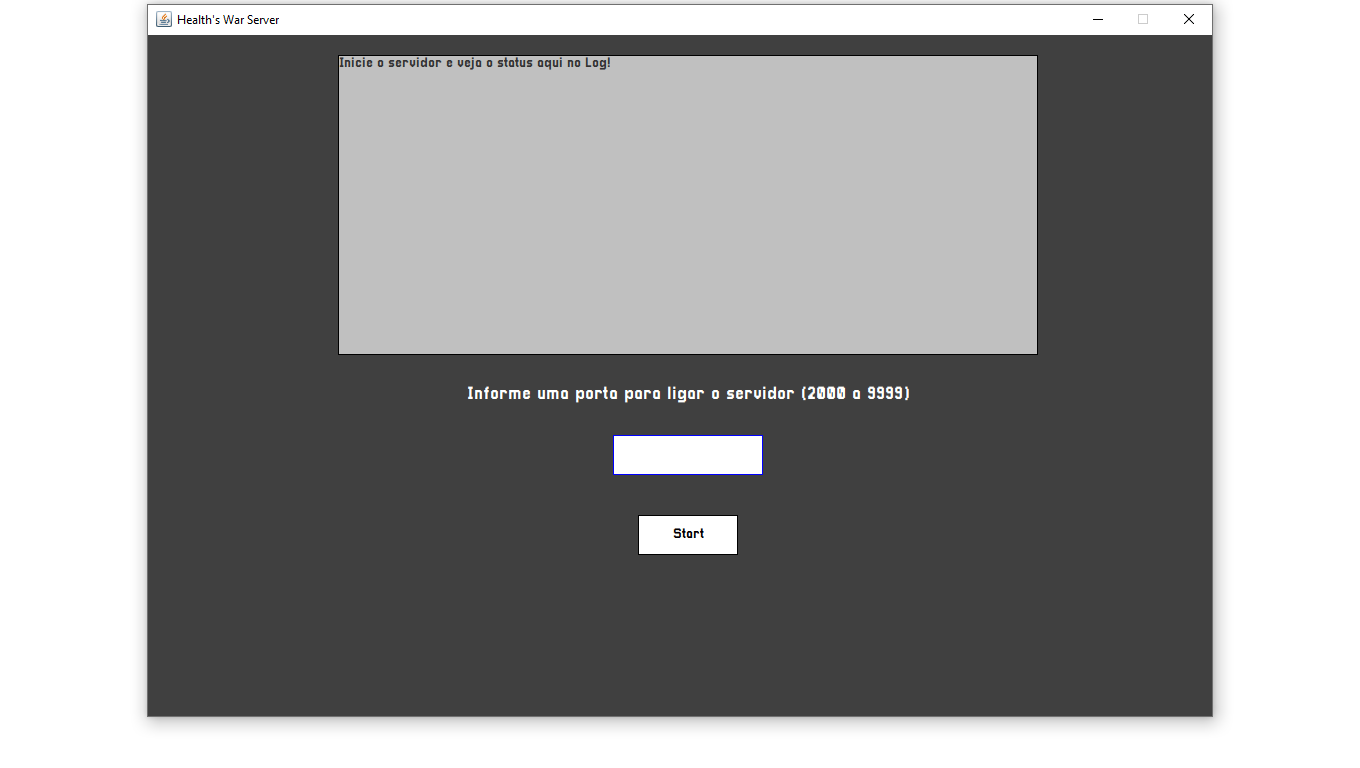 Health's War Server
Inicie o servidor e veja o status aqui no Log!
Informe uma porta para ligar o servidor (2000 a 9999)
Start